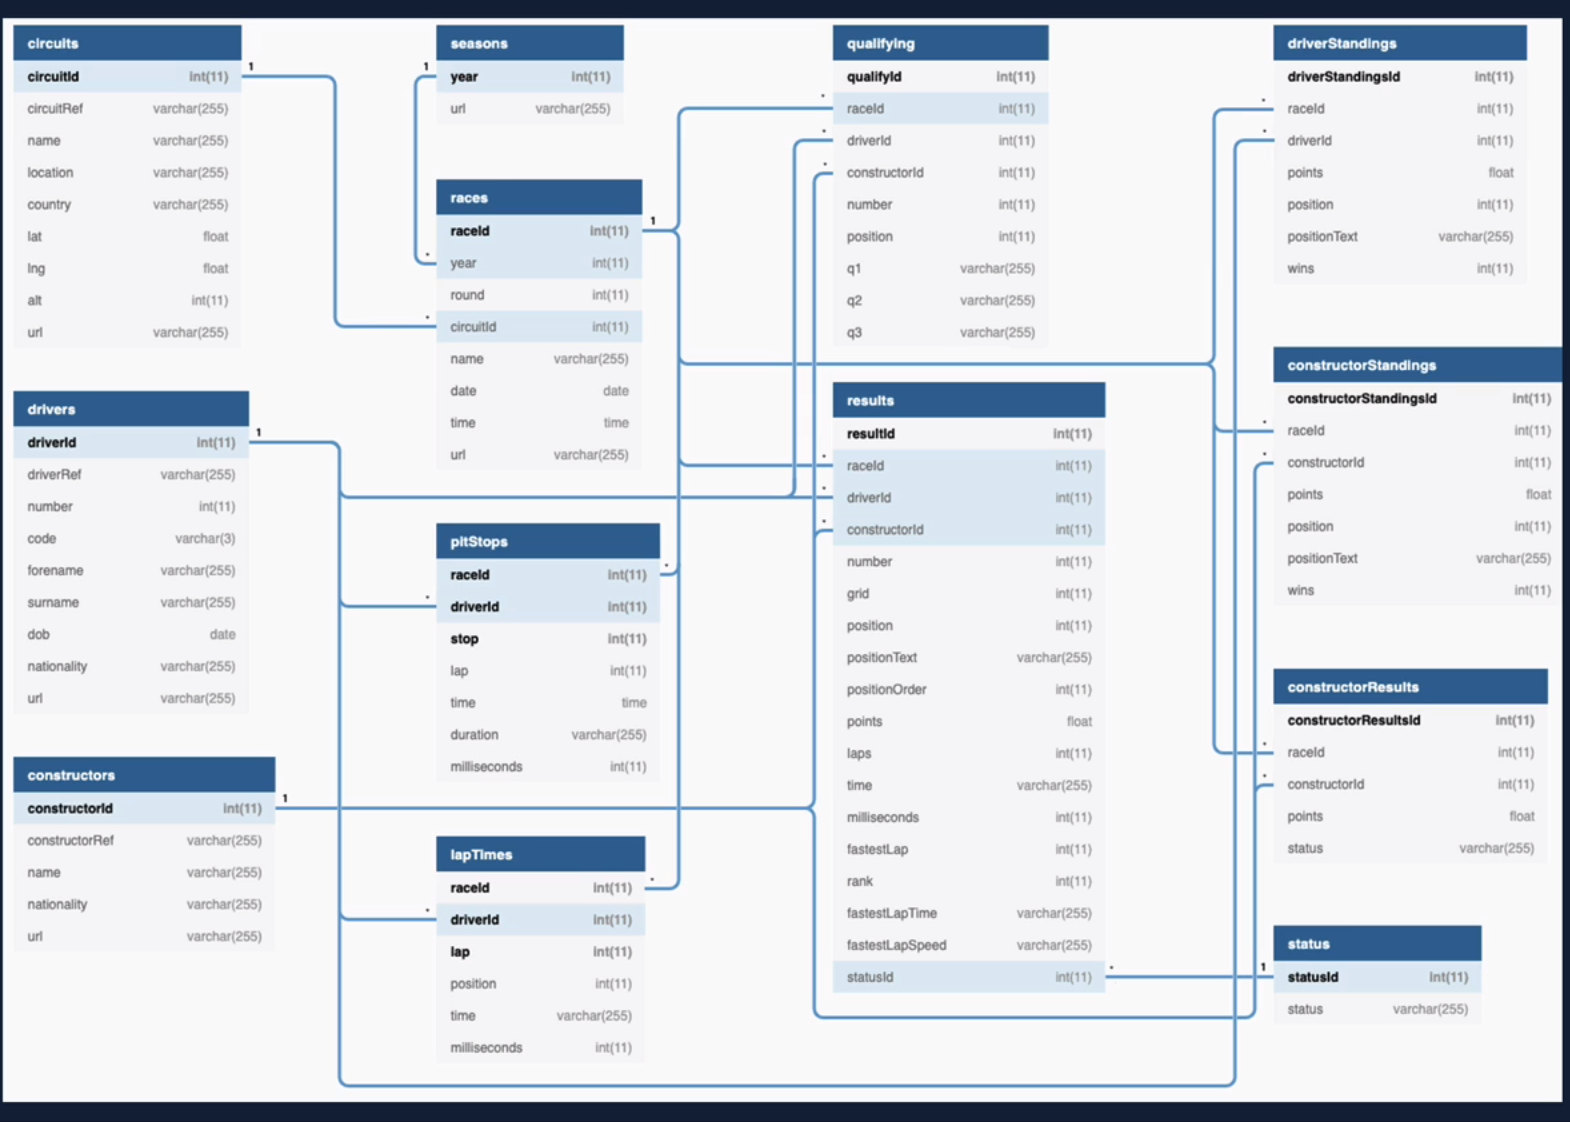 circuits
circuitId int(11)
circuitRef varchar(255)
name varchar(255)
location varchar(255)
country varchar(255)
lat float
lng float
alt int(11)
url varchar(255)
drivers
driverId int(11)
driverRef varchar(255)
number int(11)
code varchar(3)
forename varchar(255)
surname varchar(255)
dob date
nationality varchar(255)
url varchar(255)
constructors
constructorId int(11)
constructorRef varchar(255)
name varchar(255)
nationality varchar(255)
url varchar(255)
1
1
1
seasons
1
year int(11)
url varchar(255)
races
1
raceId int(11)
year int(11)
round int(11)
circuitId int(11)
name varchar(255)
date date
time time
url varchar(255)
pitStops
raceId int(11)
driverId int(11)
stop int(11)
lap int(11)
time time
duration varchar(255)
milliseconds int(11)
lapTimes
raceId int(11)
driverId int(11)
lap int(11)
position int(11)
time varchar(255)
milliseconds int(11)
qualifying
qualifyId int(11)
raceId int(11)
driverId int(11)
constructorId int(11)
number int(11)
position int(11)
q1 varchar(255)
q2 varchar(255)
q3 varchar(255)
results
resultId int(11)
raceId int(11)
driverId int(11)
constructorId int(11)
number int(11)
grid int(11)
position int(11)
positionText varchar(255)
positionOrder int(11)
points float
laps int(11)
time varchar(255)
milliseconds int(11)
fastestLap int(11)
rank int(11)
fastestLapTime varchar(255)
fastestLapSpeed varchar(255)
statusId int(11)
driverStandings
driverStandingsId int(11)
raceId int(11)
driverId int(11)
points float
position int(11)
positionText varchar(255)
wins int(11)
constructorStandings
constructorStandingsId int(11)
raceId int(11)
constructorId int(11)
points float
position int(11)
positionText varchar(255)
wins int(11)
constructorResults
constructorResultsId int(11)
raceId int(11)
constructorId int(11)
points float
status varchar(255)
status
1
statusId int(11)
status varchar(255)